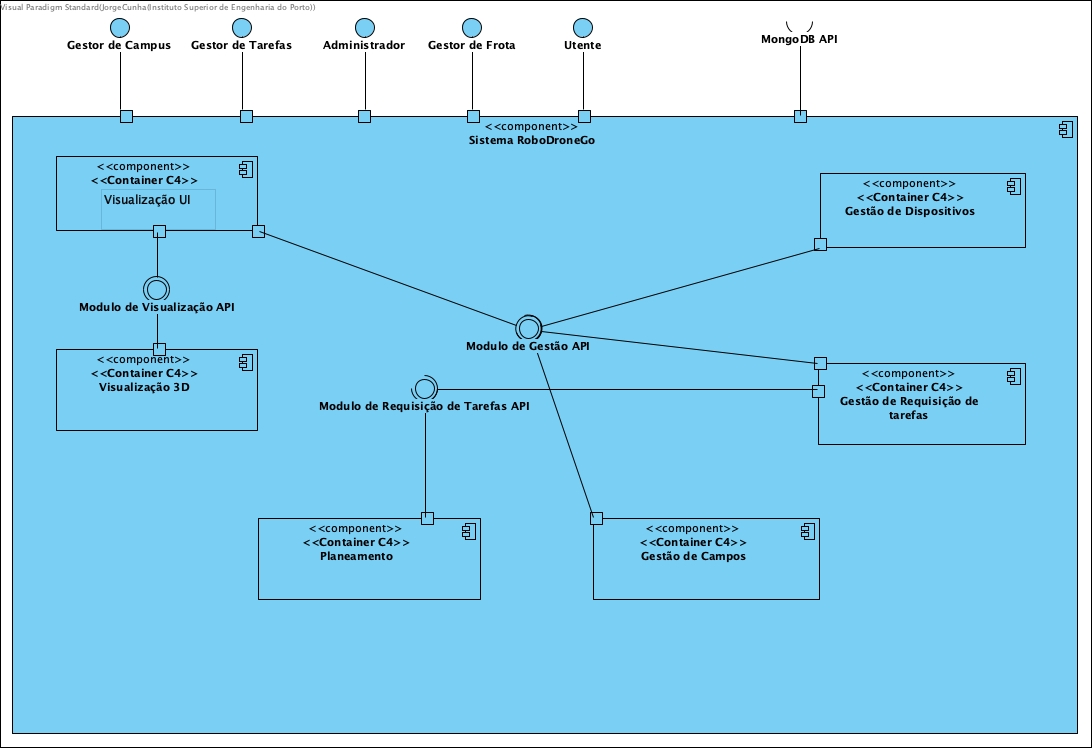 Visual Paradigm Standard(JorgeCunha(Instituto Superior de Engenharia do Porto))
Gestor de Campus
Gestor de Tarefas
Administrador
Gestor de Frota
Utente
MongoDB API
<<component>>
Sistema RoboDroneGo
<<component>>
<<Container C4>>
Visualização UI
<<component>>
<<Container C4>>
Gestão de Dispositivos
Modulo de Visualização API
Modulo de Gestão API
<<component>>
<<Container C4>>
Visualização 3D
<<component>>
<<Container C4>>
Gestão de Requisição de
tarefas
Modulo de Requisição de Tarefas API
<<component>>
<<Container C4>>
Planeamento
<<component>>
<<Container C4>>
Gestão de Campos